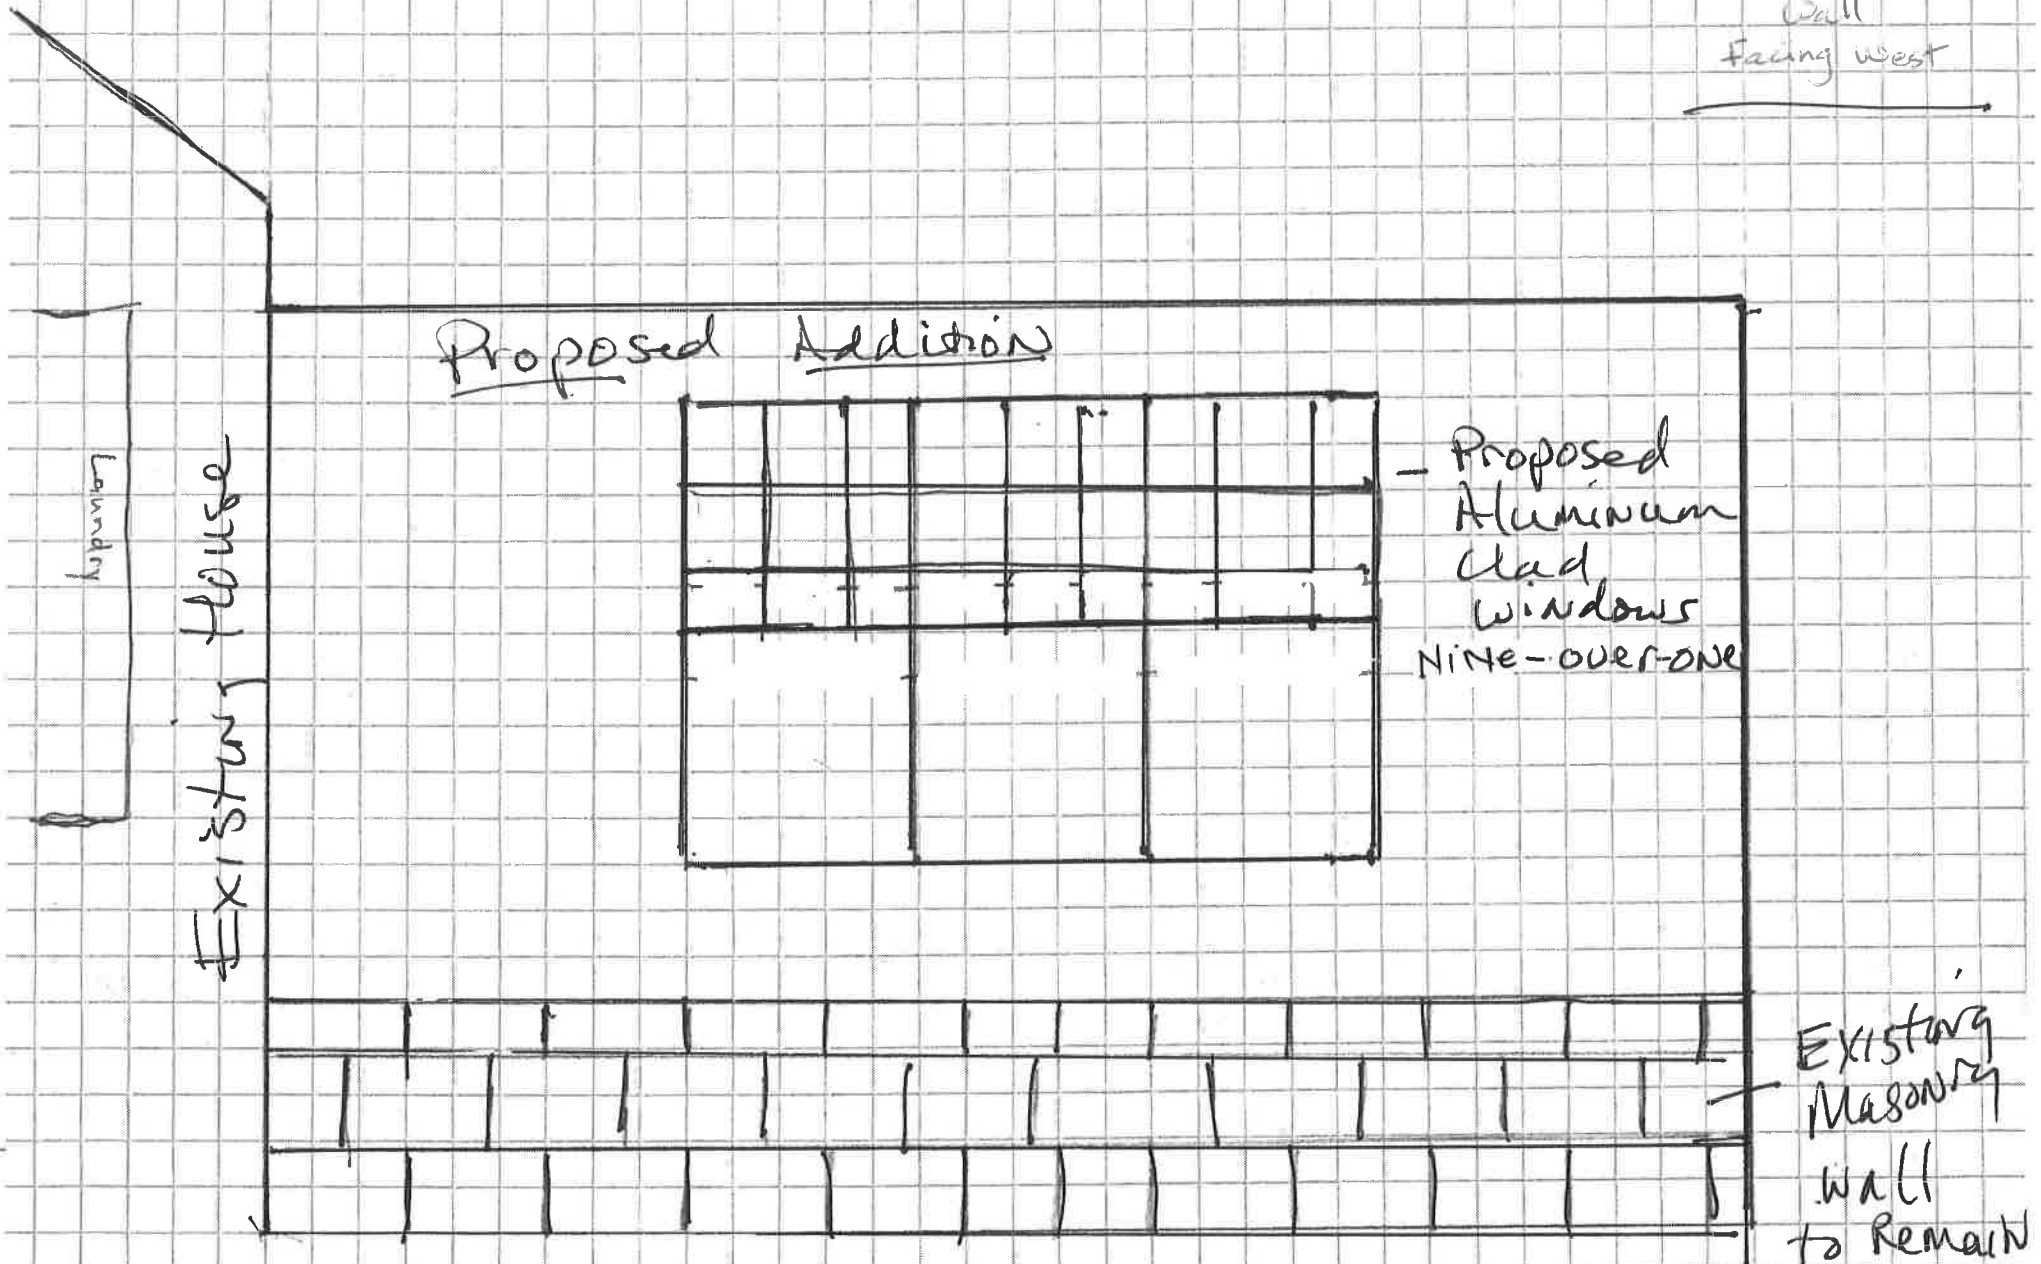 Wall
Facing West
Proposed Addition
Laundry
Existing House
- Proposed
Aluminum
Clad
Windows
Nine-over-one
Existing
Masonry
Wall
to Remain